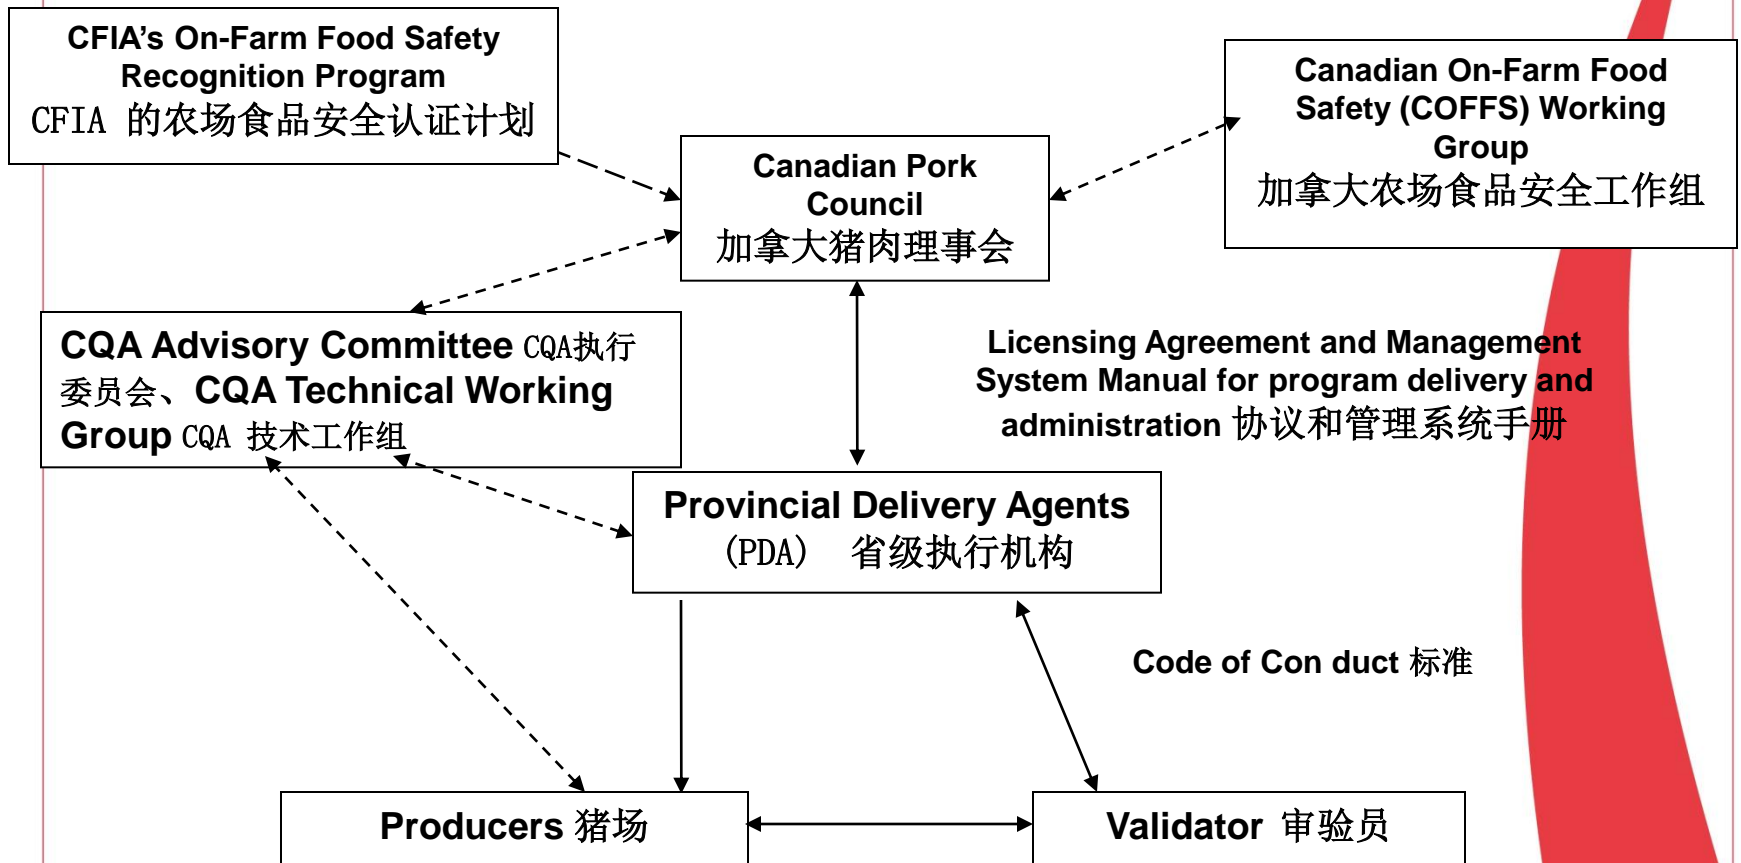 CFIA’s On-Farm Food Safety
Recognition Program
CFIA 的农场食品安全认证计划
Canadian On-Farm Food
Safety (COFFS) Working
Group
加拿大农场食品安全工作组
Canadian Pork
Council
加拿大猪肉理事会
CQA Advisory Committee CQA执行
委员会、CQA Technical Working
Group CQA 技术工作组
Licensing Agreement and Management
System Manual for program delivery and
administration 协议和管理系统手册
Provincial Delivery Agents
(PDA) 省级执行机构
Code of Con duct 标准
Producers 猪场
Validator 审验员